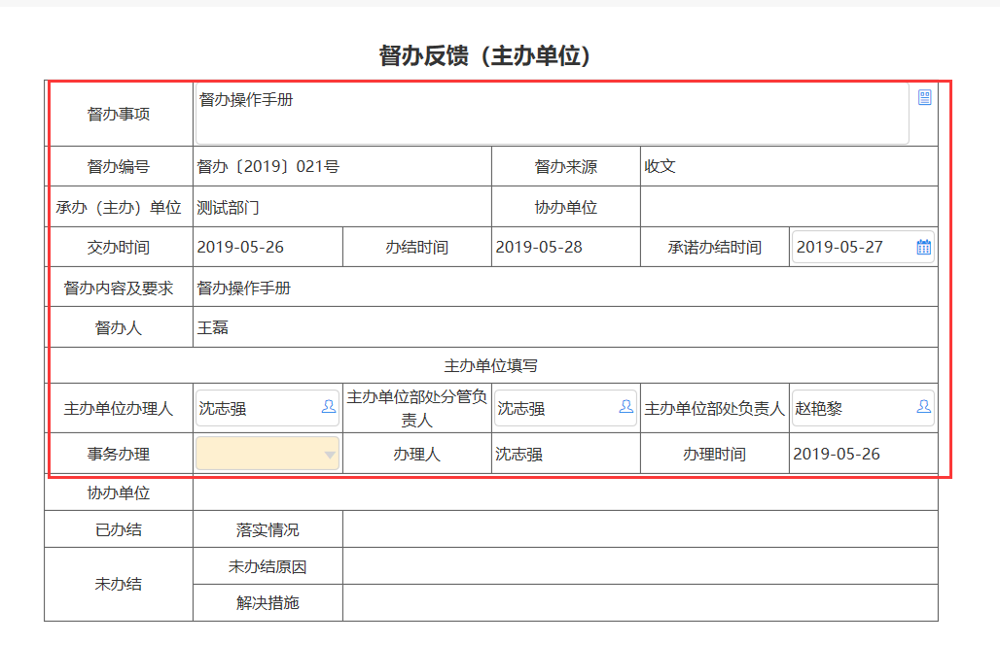 督办反馈（主办单位）
督办事项 督办操作手册
督办编号 督办〔2019〕021号 督办来源 收文
承办（主办）单位 测试部门 协办单位
交办时间 2019-05-26 办结时间 2019-05-28 承诺办结时间 2019-05-27
督办内容及要求 督办操作手册
督办人 王磊
主办单位填写
主办单位办理人 沈志强 主办单位部处分管负
责人 沈志强 主办单位部处负责人 赵艳黎
事务办理 办理人 沈志强 办理时间 2019-05-26
协办单位
已办结 落实情况
未办结 未办结原因
解决措施